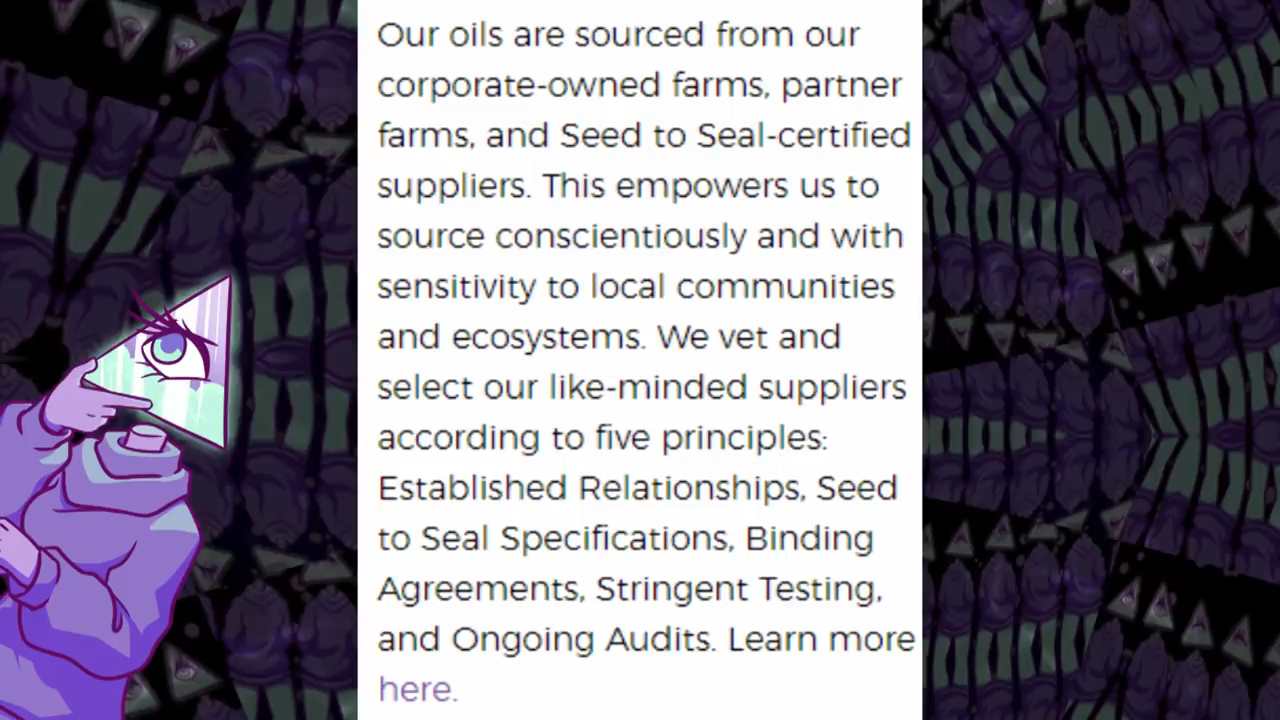 Our oils are sourced from our
corporate-owned farms, partner
farms, and Seed to Seal-certified
suppliers. This empowers us to
source conscientiously and with
sensitivity to local communities
and ecosystems. We vet and
select our like-minded suppliers
according to five principles:
Established Relationships, Seed
to Seal Specifications, Binding
Agreements, Stringent Testing,
and Ongoing Audits. Learn more
here.